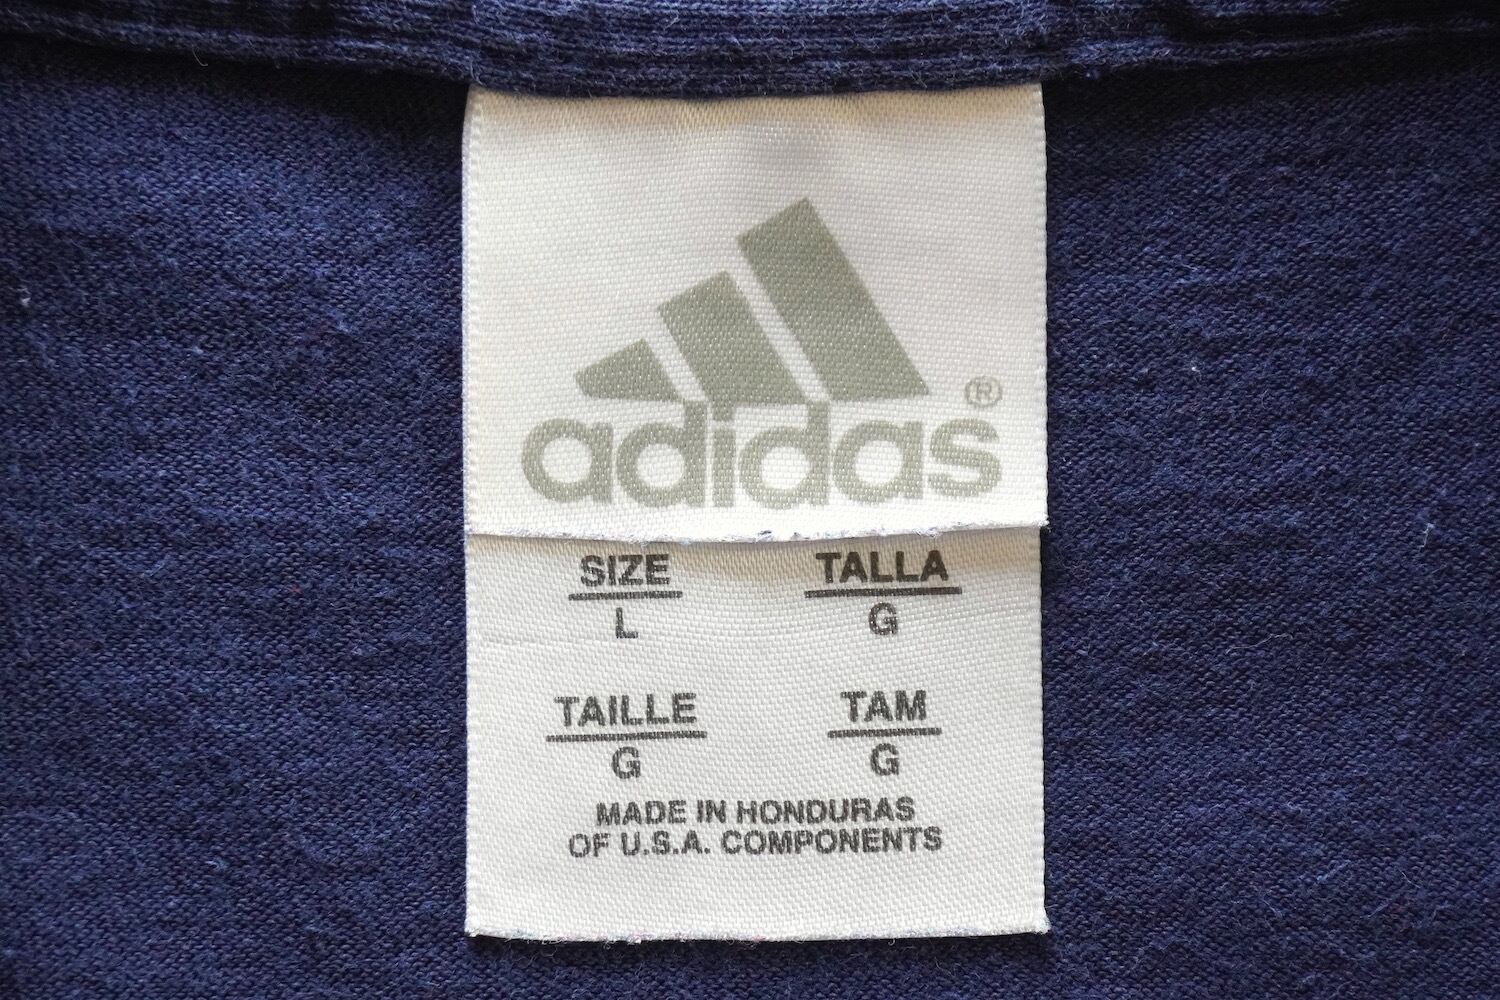 adidas®
SIZE TALLA
L G
TAILLE TAM
G G
MADE IN HONDURAS
OF U.S.A. COMPONENTS